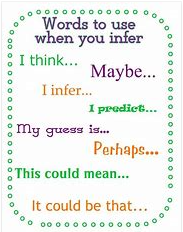 Words to use
when you infer
I think...
Maybe...
I infer...
I predict...
My guess is...
Perhaps...
This could mean...
It could be that...